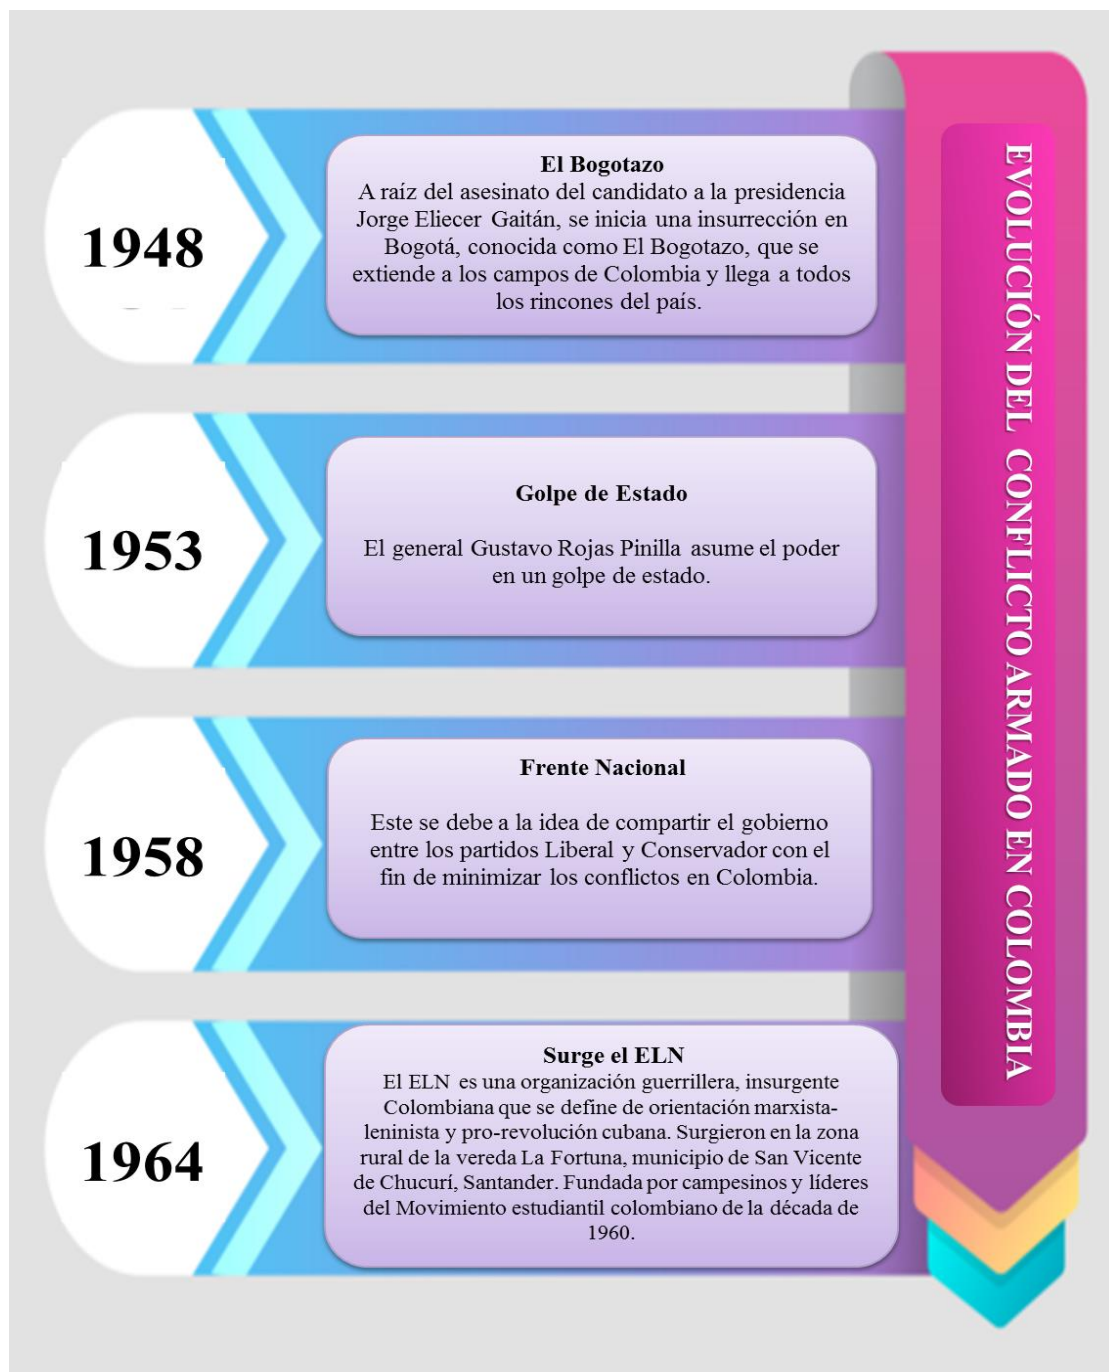 EVOLUCIÓN DEL CONFLICTO ARMADO EN COLOMBIA
1948
El Bogotazo
A raíz del asesinato del candidato a la presidencia
Jorge Eliecer Gaitán, se inicia una insurrección en
Bogotá, conocida como El Bogotazo, que se
extiende a los campos de Colombia y llega a todos
los rincones del país.
1953
Golpe de Estado
El general Gustavo Rojas Pinilla asume el poder
en un golpe de estado.
1958
Frente Nacional
Este se debe a la idea de compartir el gobierno
entre los partidos Liberal y Conservador con el
fin de minimizar los conflictos en Colombia.
1964
Surge el ELN
El ELN es una organización guerrillera, insurgente
Colombiana que se define de orientación marxista-
leninista y pro-revolución cubana. Surgieron en la zona
rural de la vereda La Fortuna, municipio de San Vicente
de Chucurí, Santander. Fundada por campesinos y líderes
del Movimiento estudiantil colombiano de la década de
1960.